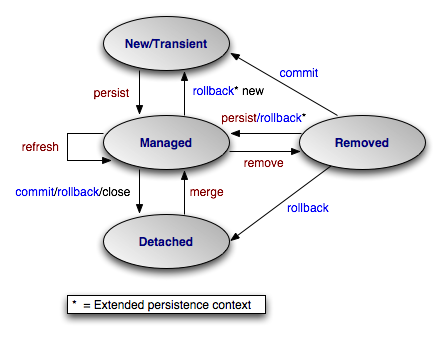 New/Transient
commit
persist
rollback* new
persist/rollback*
refresh
Managed
Removed
remove
commit/rollback/close
merge
rollback
Detached
* = Extended persistence context